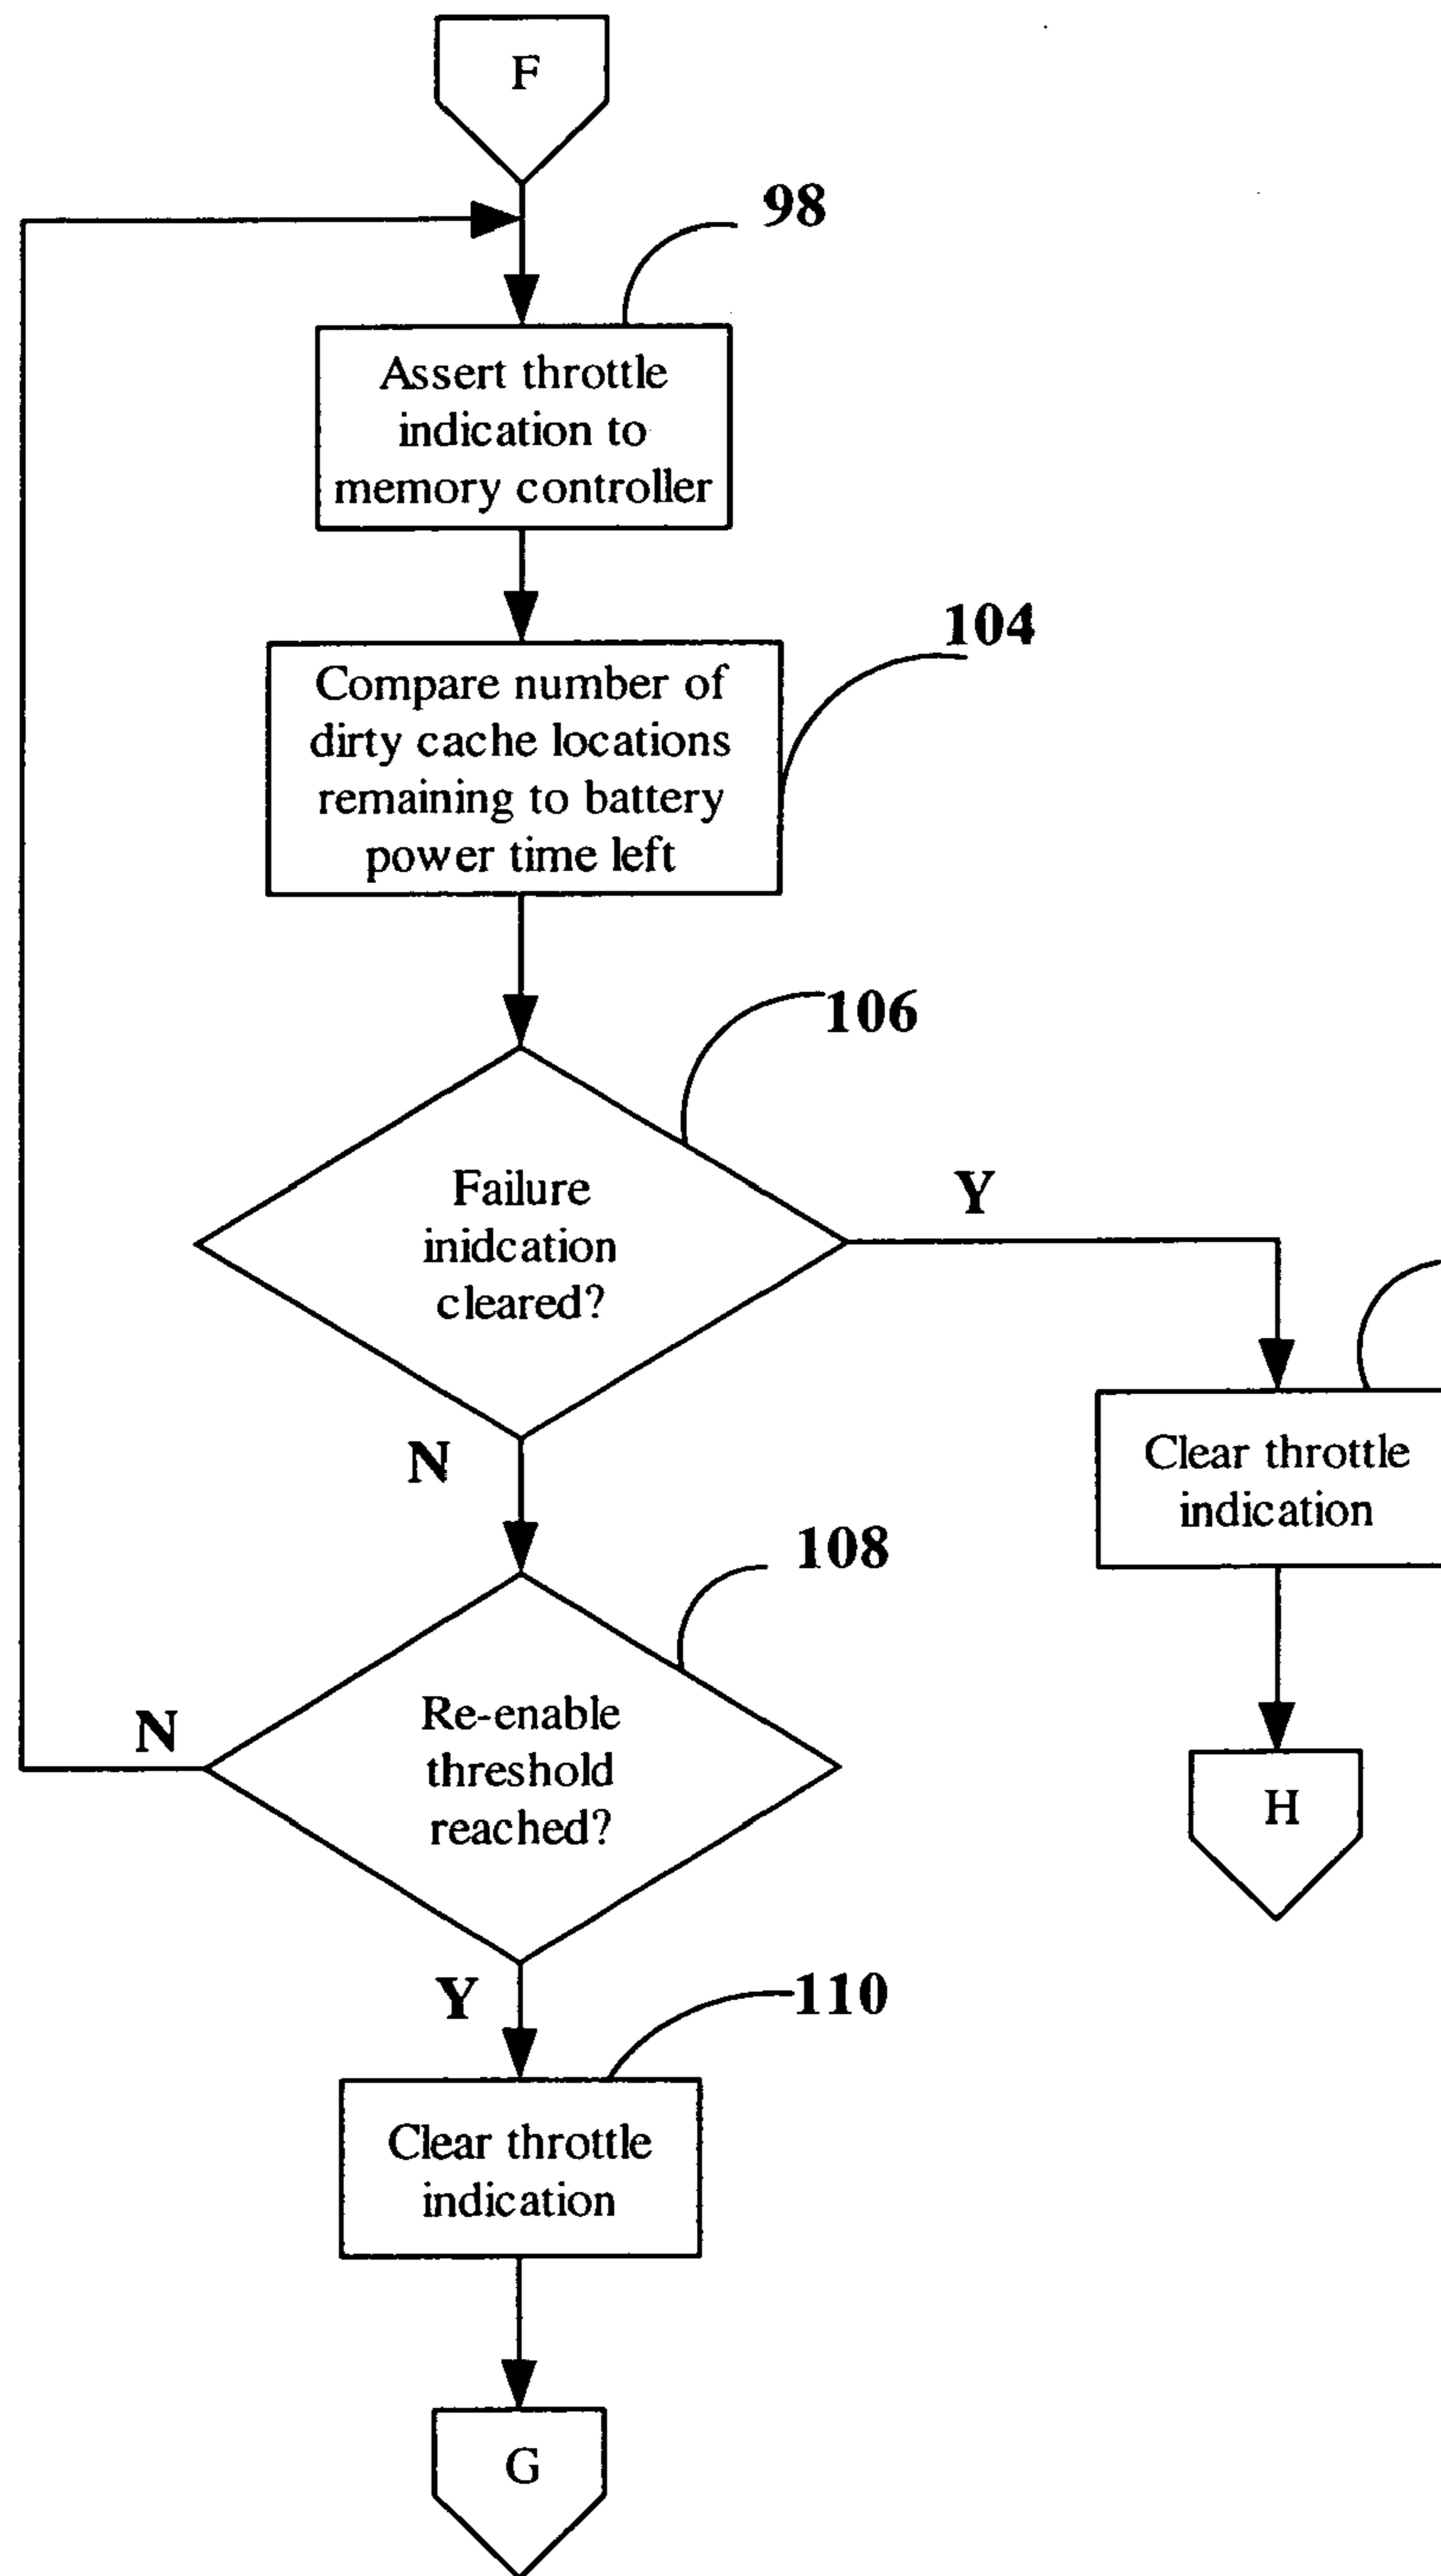 F
98
Assert throttle
indication to
memory controller
104
Compare number of
dirty cache locations
remaining to battery
power time left
106
Failure
inidcation
cleared?
Y
N
Clear throttle
indication
108
Re-enable
threshold
reached?
N
H
Y
110
Clear throttle
indication
G